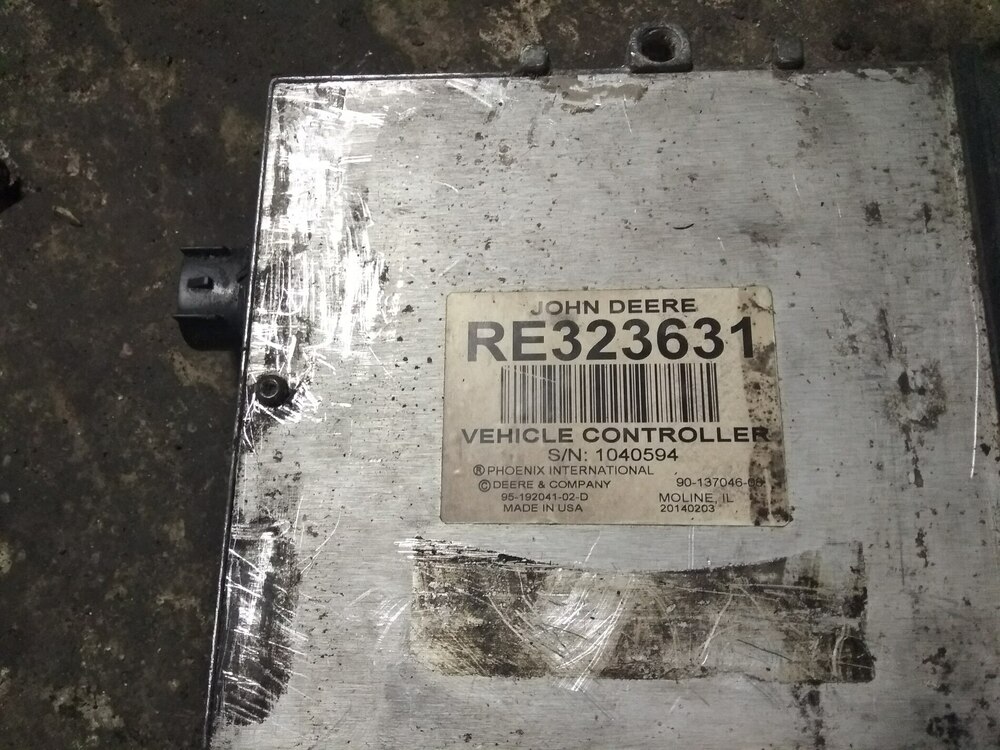 JOHN DEERE
RE323631
VEHICLE CONTROLLER
S/N: 1040594
® PHOENIX INTERNATIONAL
© DEERE & COMPANY
95-192041-02-D
MADE IN USA
MOLINE, IL
20140203